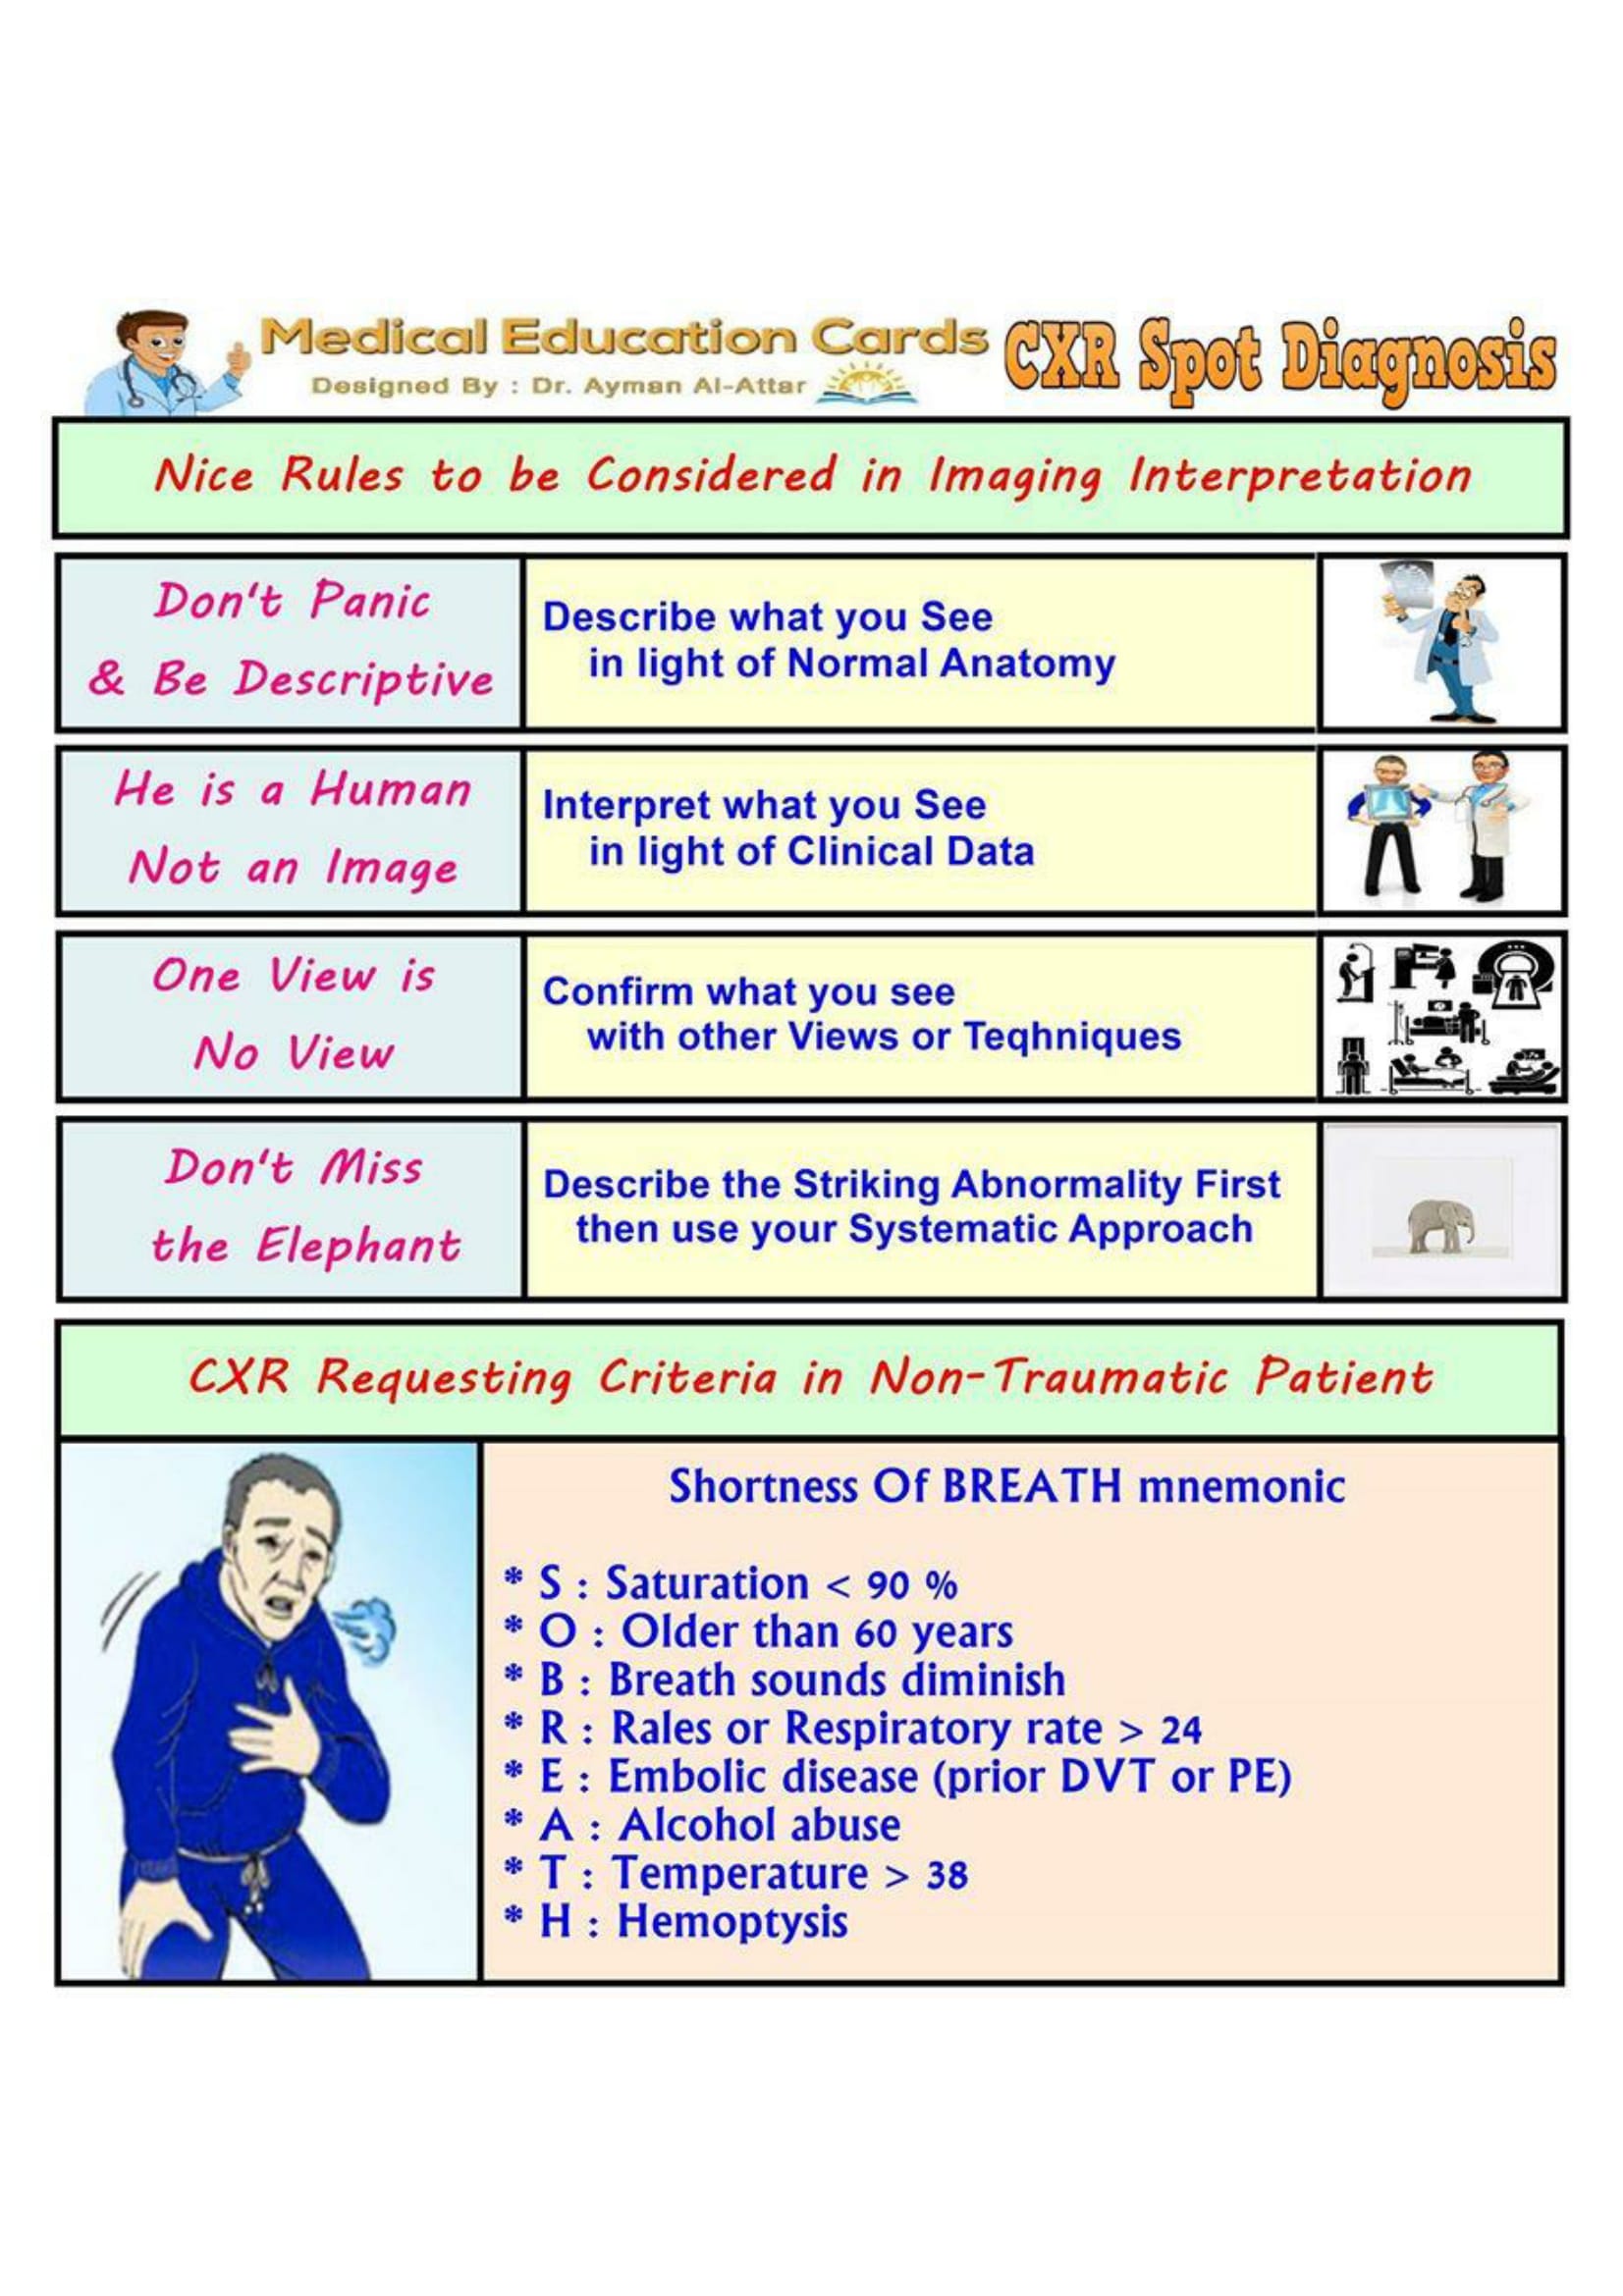 Medical Education Cards
Designed By : Dr. Ayman Al-Attar
CXR Spot Diagnosis
Nice Rules to be Considered in Imaging Interpretation
Don't Panic
& Be Descriptive
Describe what you See
in light of Normal Anatomy
He is a Human
Not an Image
Interpret what you See
in light of Clinical Data
One View is
No View
Confirm what you see
with other Views or Teqhniques
Don't Miss
the Elephant
Describe the Striking Abnormality First
then use your Systematic Approach
CXR Requesting Criteria in Non-Traumatic Patient
Shortness Of BREATH mnemonic
* S : Saturation < 90 %
* O : Older than 60 years
* B : Breath sounds diminish
* R : Rales or Respiratory rate > 24
* E : Embolic disease (prior DVT or PE)
* A : Alcohol abuse
* T : Temperature > 38
* H : Hemoptysis